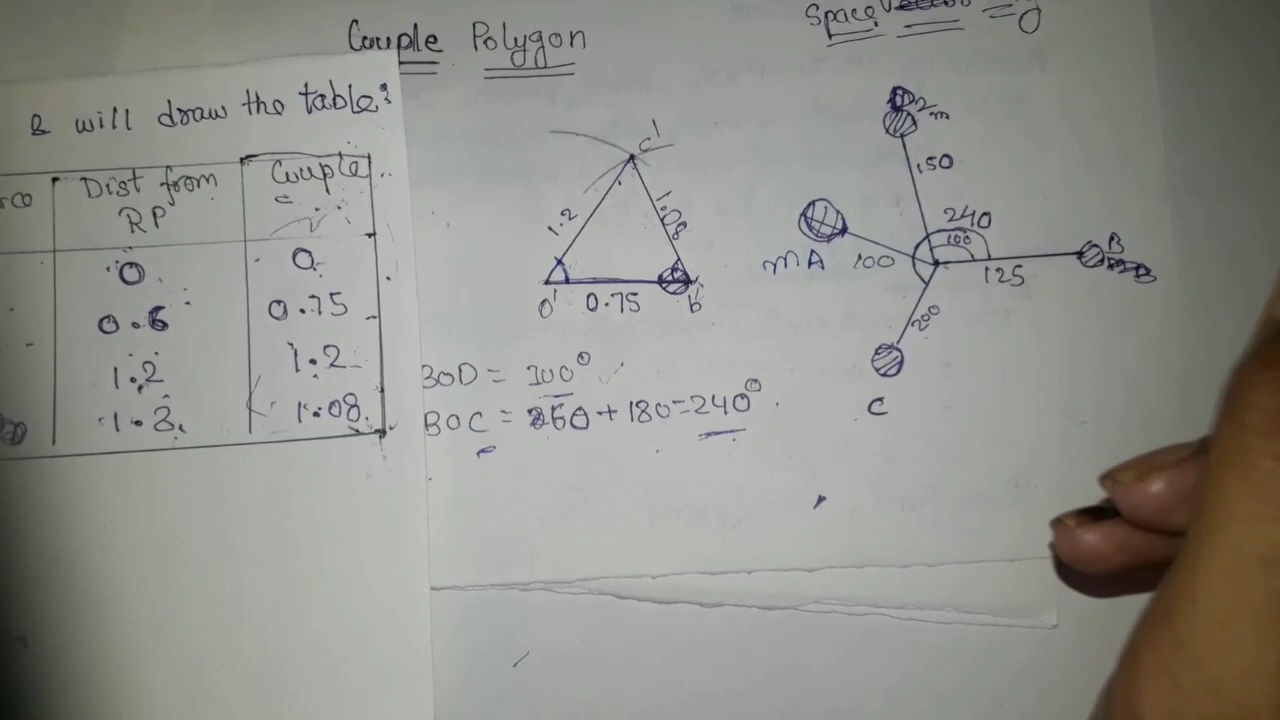 Couple Polygon
Space
& will draw the table:
Dist from RP
Couple
0
0
0.6
0.75
1.2
1.2
1.8
1.08
c'
1.2
1.08
o'
0.75
b'
BOD = 100°
BOC = 60 + 180 = 240°
m
150
240
100
B
125
mA
100
200
C